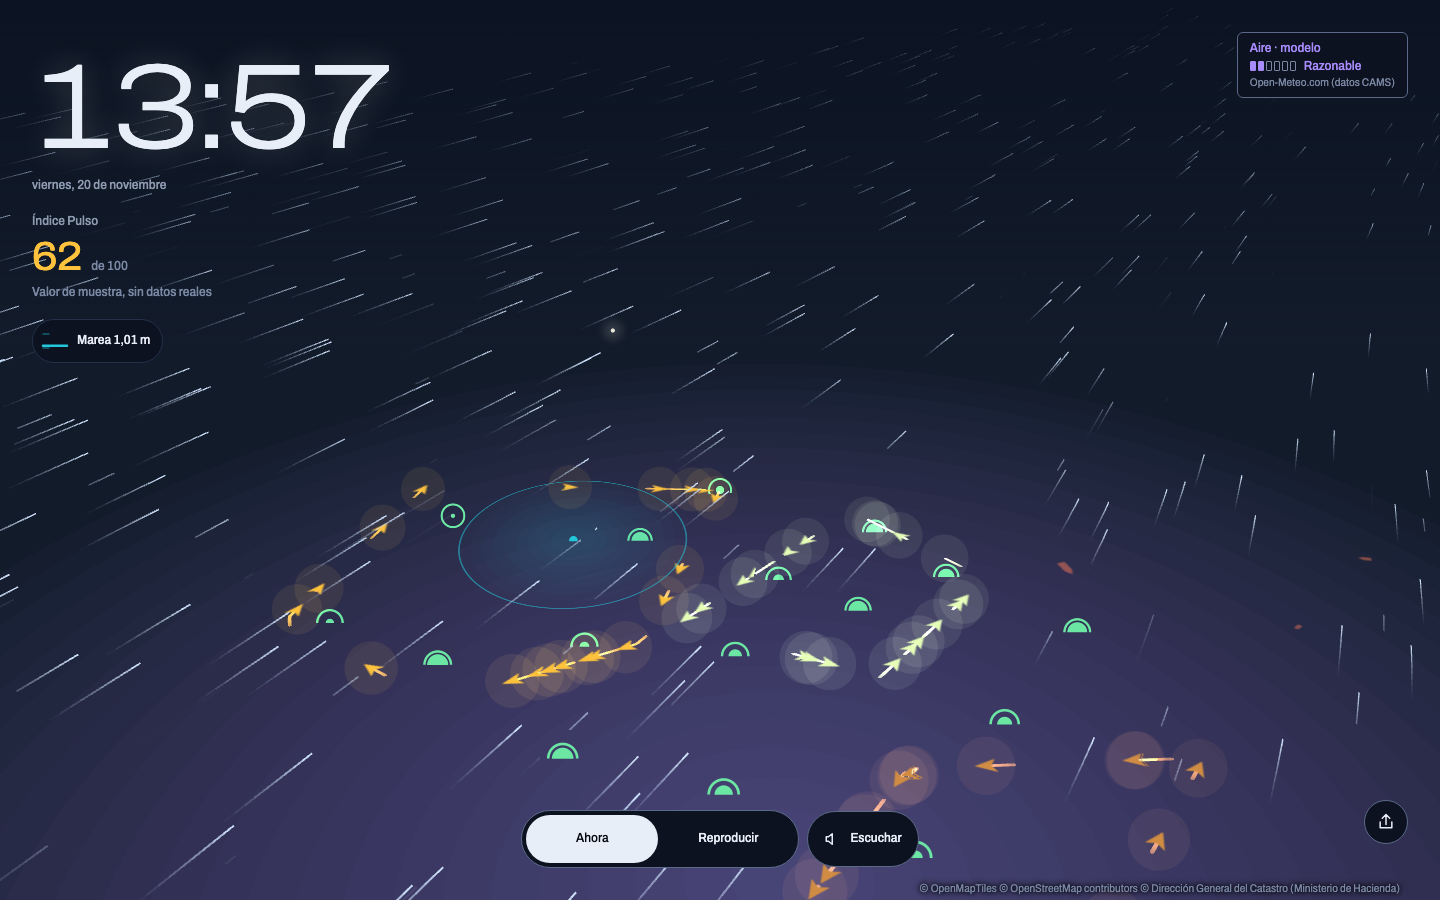 13:57
viernes, 20 de noviembre
Índice Pulso
62 de 100
Valor de muestra, sin datos reales
Marea 1,01 m
Aire · modelo
Razonable
Open-Meteo.com (datos CAMS)
Ahora
Reproducir
Escuchar
© OpenMapTiles © OpenStreetMap contributors © Dirección General del Catastro (Ministerio de Hacienda)